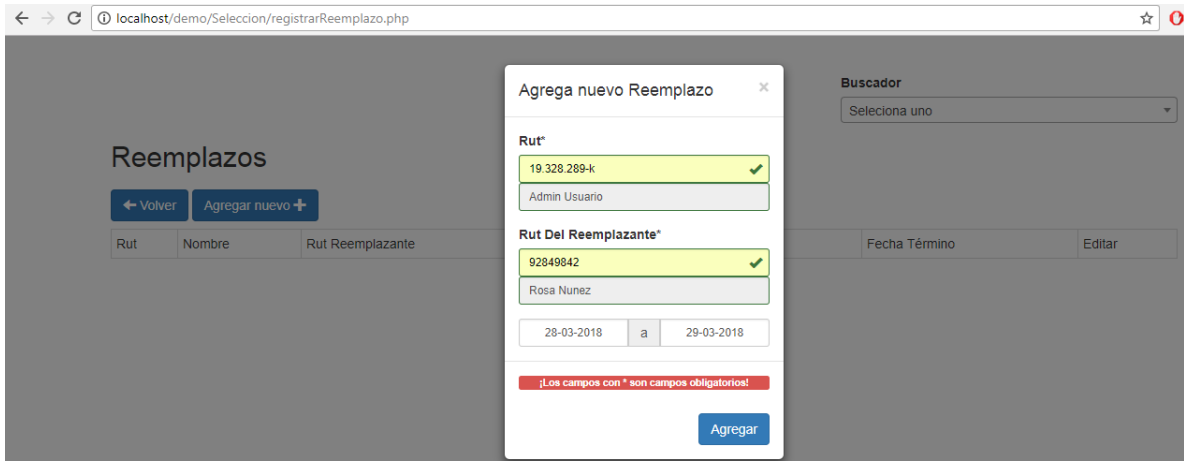 localhost/demo/Seleccion/registrarReemplazo.php
Buscador
Seleciona uno
Reemplazos
Volver
Agregar nuevo
Rut Nombre Rut Reemplazante Fecha Término Editar
Agrega nuevo Reemplazo ×
Rut*
19.328.289-k
Admin Usuario
Rut Del Reemplazante*
92849842
Rosa Nunez
28-03-2018 a 29-03-2018
¡Los campos con * son campos obligatorios!
Agregar